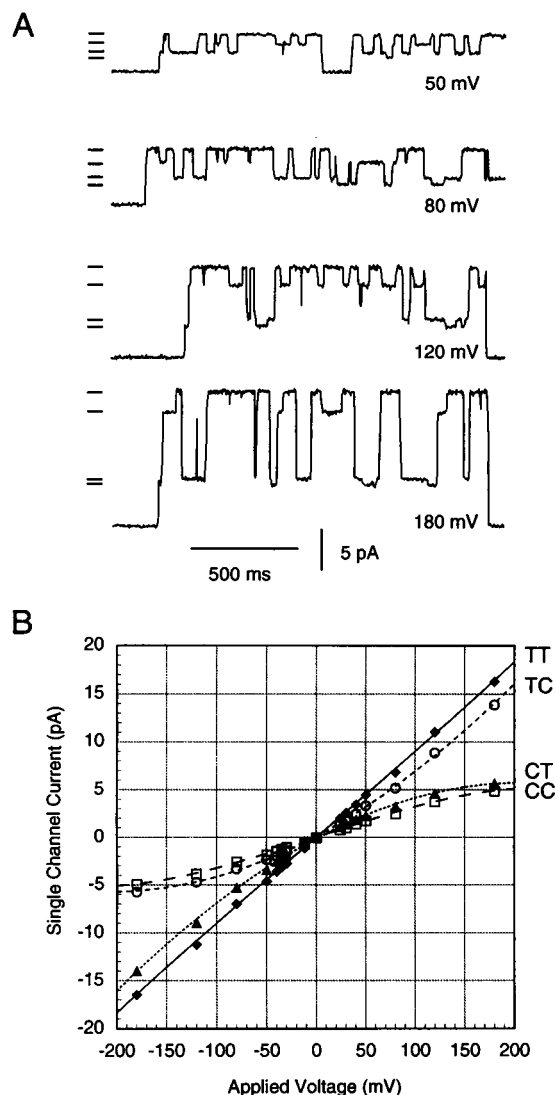 A
50 mV
80 mV
120 mV
180 mV
5 pA
500 ms
B
20
15
10
5
0
-5
-10
-15
-20
Single Channel Current (pA)
TT
TC
CT
CC
-200 -150 -100 -50 0 50 100 150 200
Applied Voltage (mV)